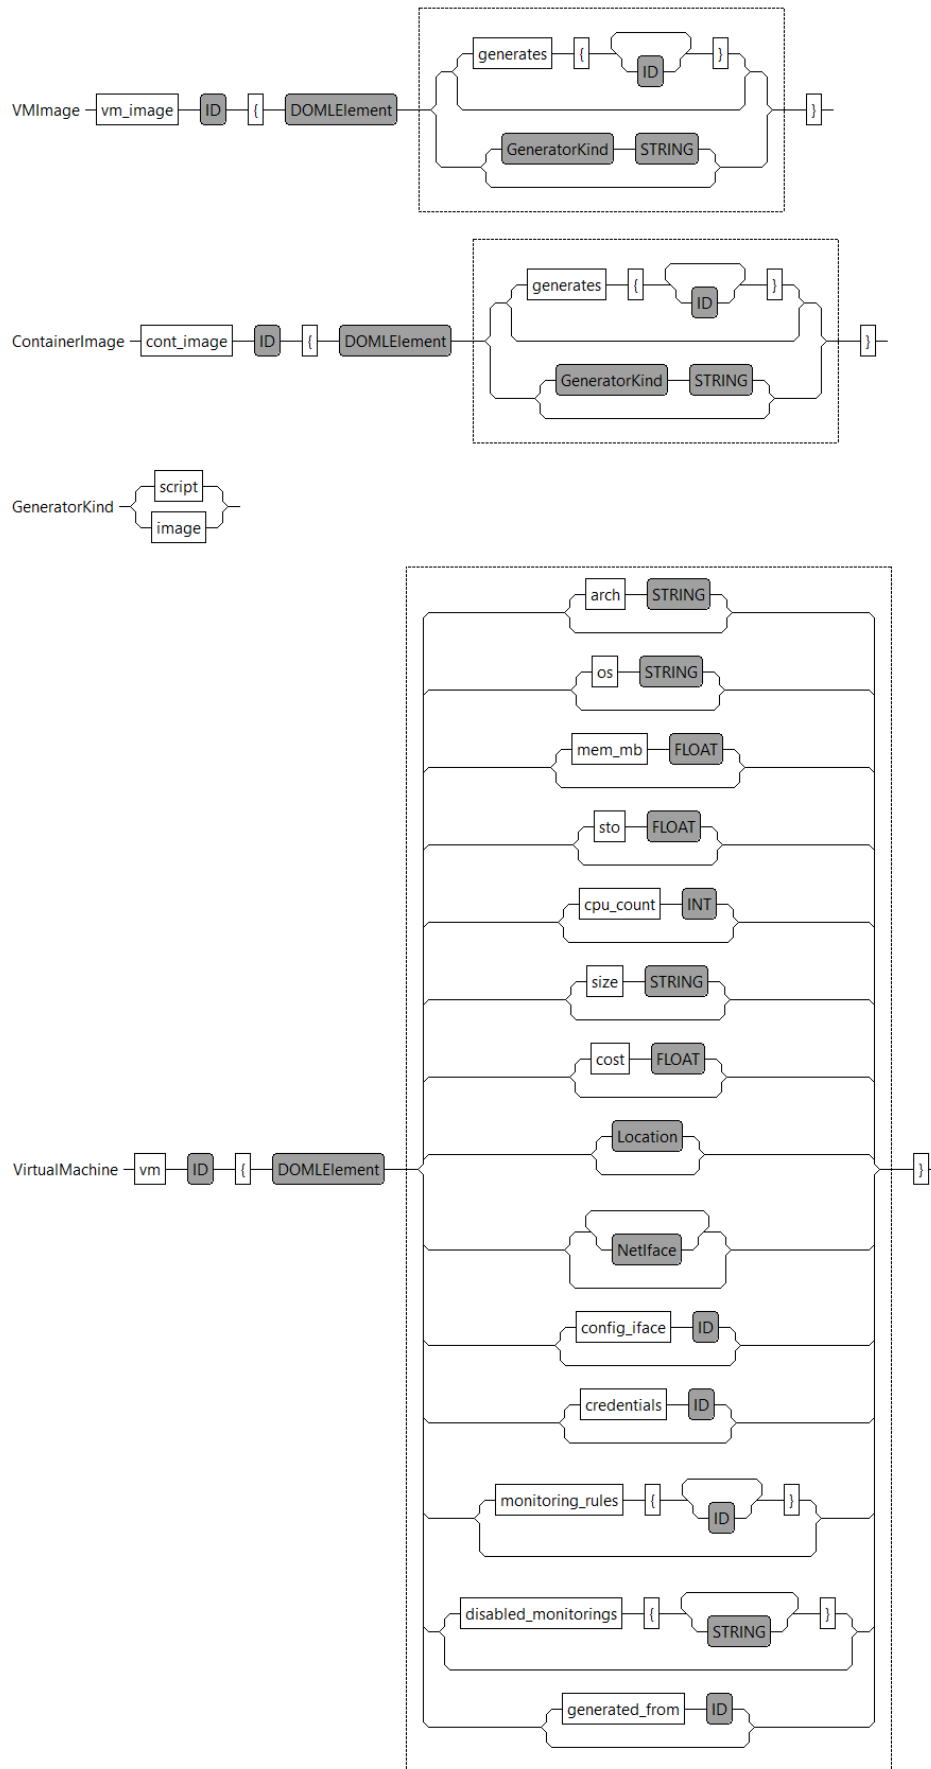 generates { ID }
VMImage vm_image ID { DOMLElement }
GeneratorKind STRING
generates { ID }
ContainerImage cont_image ID { DOMLElement }
GeneratorKind STRING
script
GeneratorKind
image
arch STRING
os STRING
mem_mb FLOAT
sto FLOAT
cpu_count INT
size STRING
cost FLOAT
Location
VirtualMachine vm ID { DOMLElement }
NetIface
config_iface ID
credentials ID
monitoring_rules { ID }
disabled_monitorings { STRING }
generated_from ID